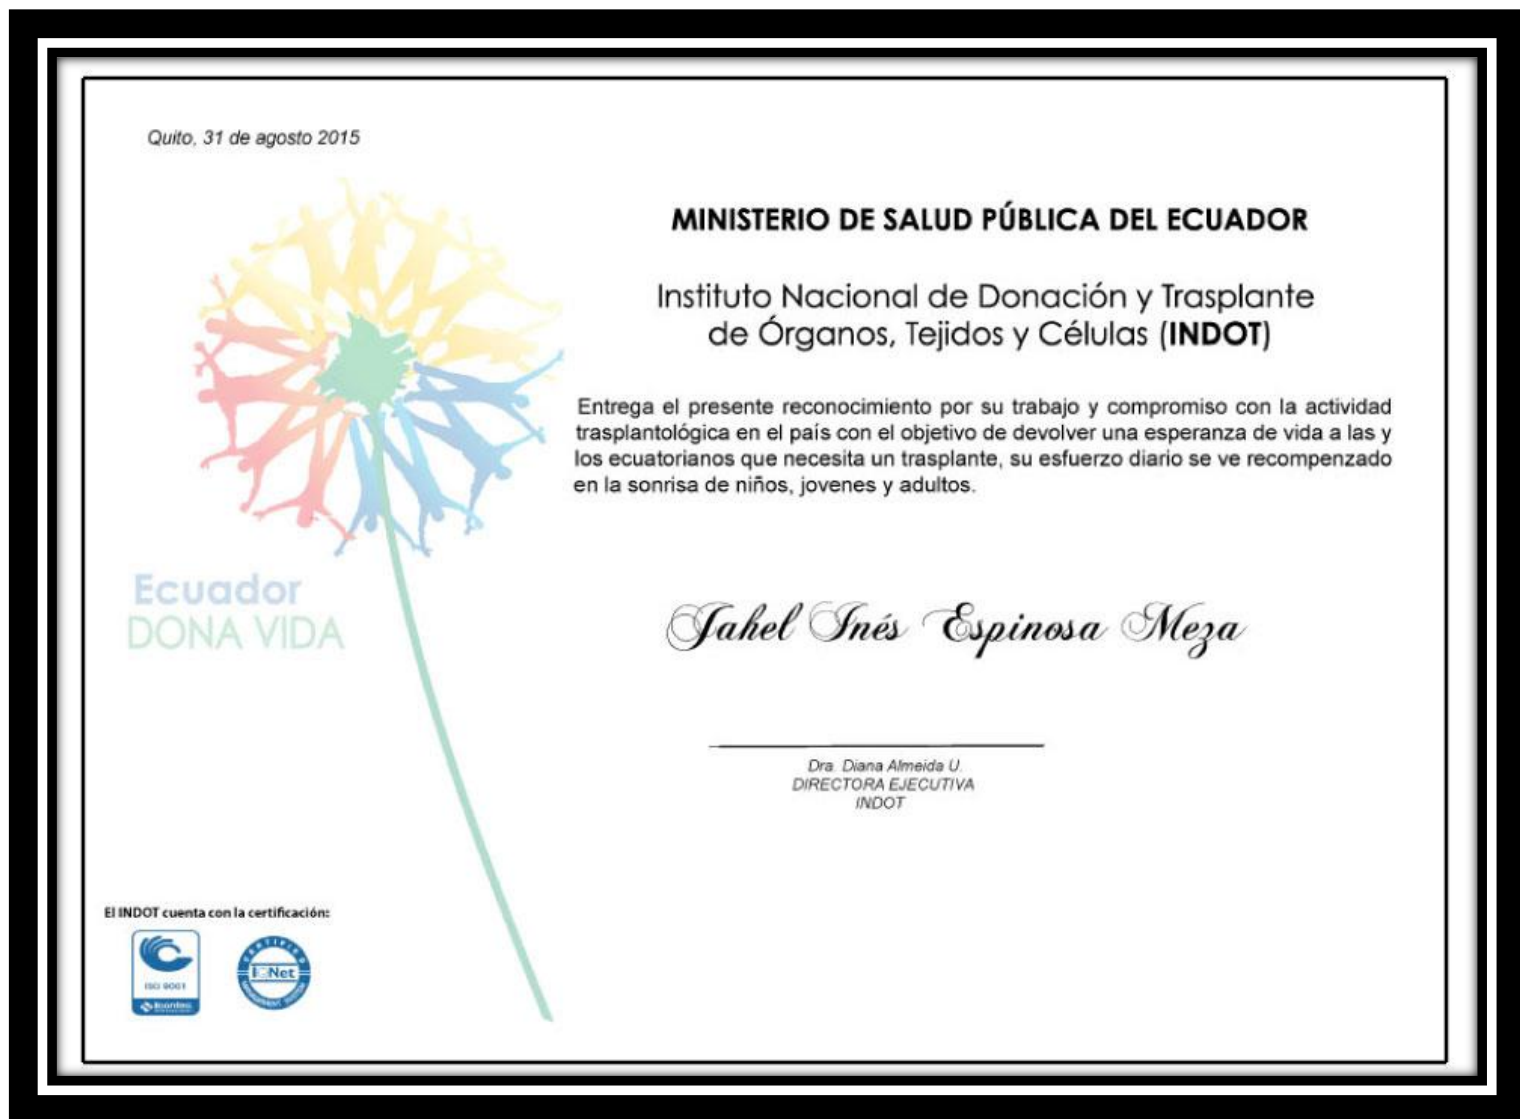 Quito, 31 de agosto 2015
MINISTERIO DE SALUD PÚBLICA DEL ECUADOR
Instituto Nacional de Donación y Trasplante
de Órganos, Tejidos y Células (INDOT)
Entrega el presente reconocimiento por su trabajo y compromiso con la actividad
trasplantológica en el país con el objetivo de devolver una esperanza de vida a las y
los ecuatorianos que necesita un trasplante, su esfuerzo diario se ve recompenzado
en la sonrisa de niños, jovenes y adultos.
Ecuador
DONA VIDA
Jahel Inés Espinosa Meza
Dra. Diana Almeida U.
DIRECTORA EJECUTIVA
INDOT
El INDOT cuenta con la certificación:
ISO 9001
icontec
CERTIFIED
IQNet
MANAGEMENT SYSTEM